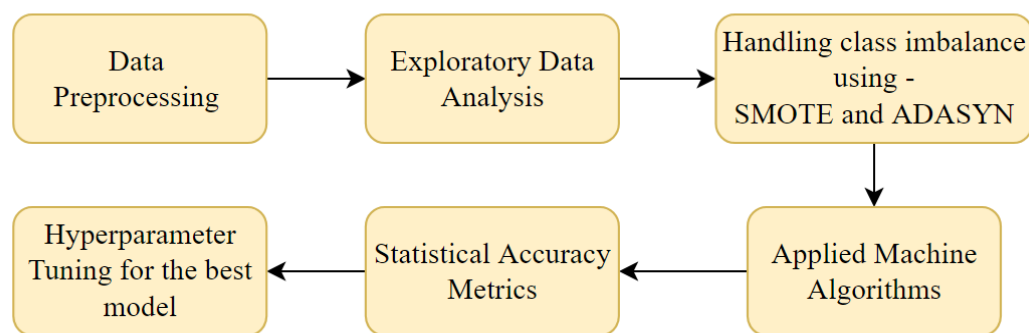 Data
Preprocessing
Exploratory Data
Analysis
Handling class imbalance
using -
SMOTE and ADASYN
Applied Machine
Algorithms
Statistical Accuracy
Metrics
Hyperparameter
Tuning for the best
model